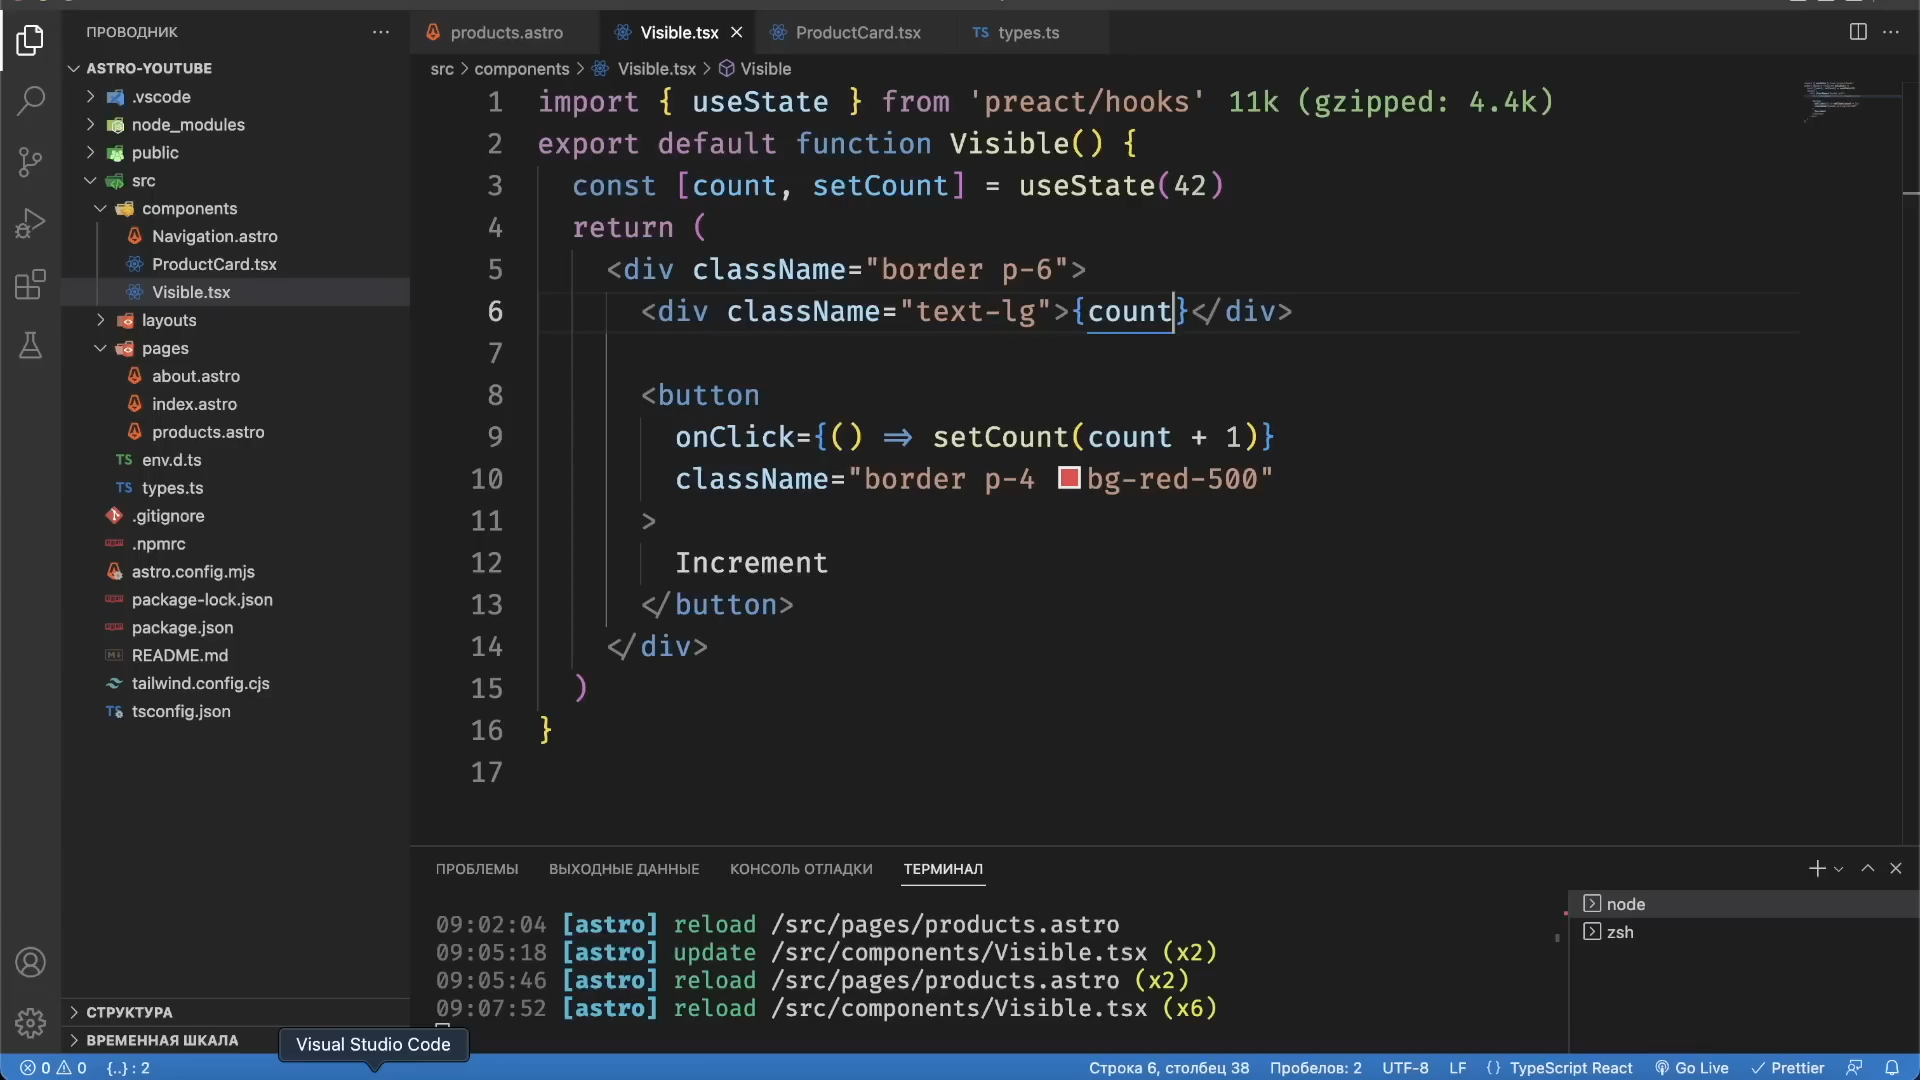 ПРОВОДНИК
ASTRO-YOUTUBE
.vscode
node_modules
public
src
components
Navigation.astro
ProductCard.tsx
Visible.tsx
layouts
pages
about.astro
index.astro
products.astro
TS env.d.ts
TS types.ts
.gitignore
.npmrc
astro.config.mjs
package-lock.json
package.json
README.md
tailwind.config.cjs
TS tsconfig.json
СТРУКТУРА
ВРЕМЕННАЯ ШКАЛА
products.astro
Visible.tsx
ProductCard.tsx
TS types.ts
src > components > Visible.tsx > Visible
1 import { useState } from 'preact/hooks' 11k (gzipped: 4.4k)
2 export default function Visible() {
3 const [count, setCount] = useState(42)
4 return (
5 <div className="border p-6">
6 <div className="text-lg">{count}</div>
7
8 <button
9 onClick={() => setCount(count + 1)}
10 className="border p-4 bg-red-500"
11 >
12 Increment
13 </button>
14 </div>
15 )
16 }
17
ПРОБЛЕМЫ ВЫХОДНЫЕ ДАННЫЕ КОНСОЛЬ ОТЛАДКИ ТЕРМИНАЛ
09:02:04 [astro] reload /src/pages/products.astro
09:05:18 [astro] update /src/components/Visible.tsx (x2)
09:05:46 [astro] reload /src/pages/products.astro (x2)
09:07:52 [astro] reload /src/components/Visible.tsx (x6)
node
zsh
Visual Studio Code
0 0 {..} : 2
Строка 6, столбец 38 Пробелов: 2 UTF-8 LF {} TypeScript React Go Live Prettier